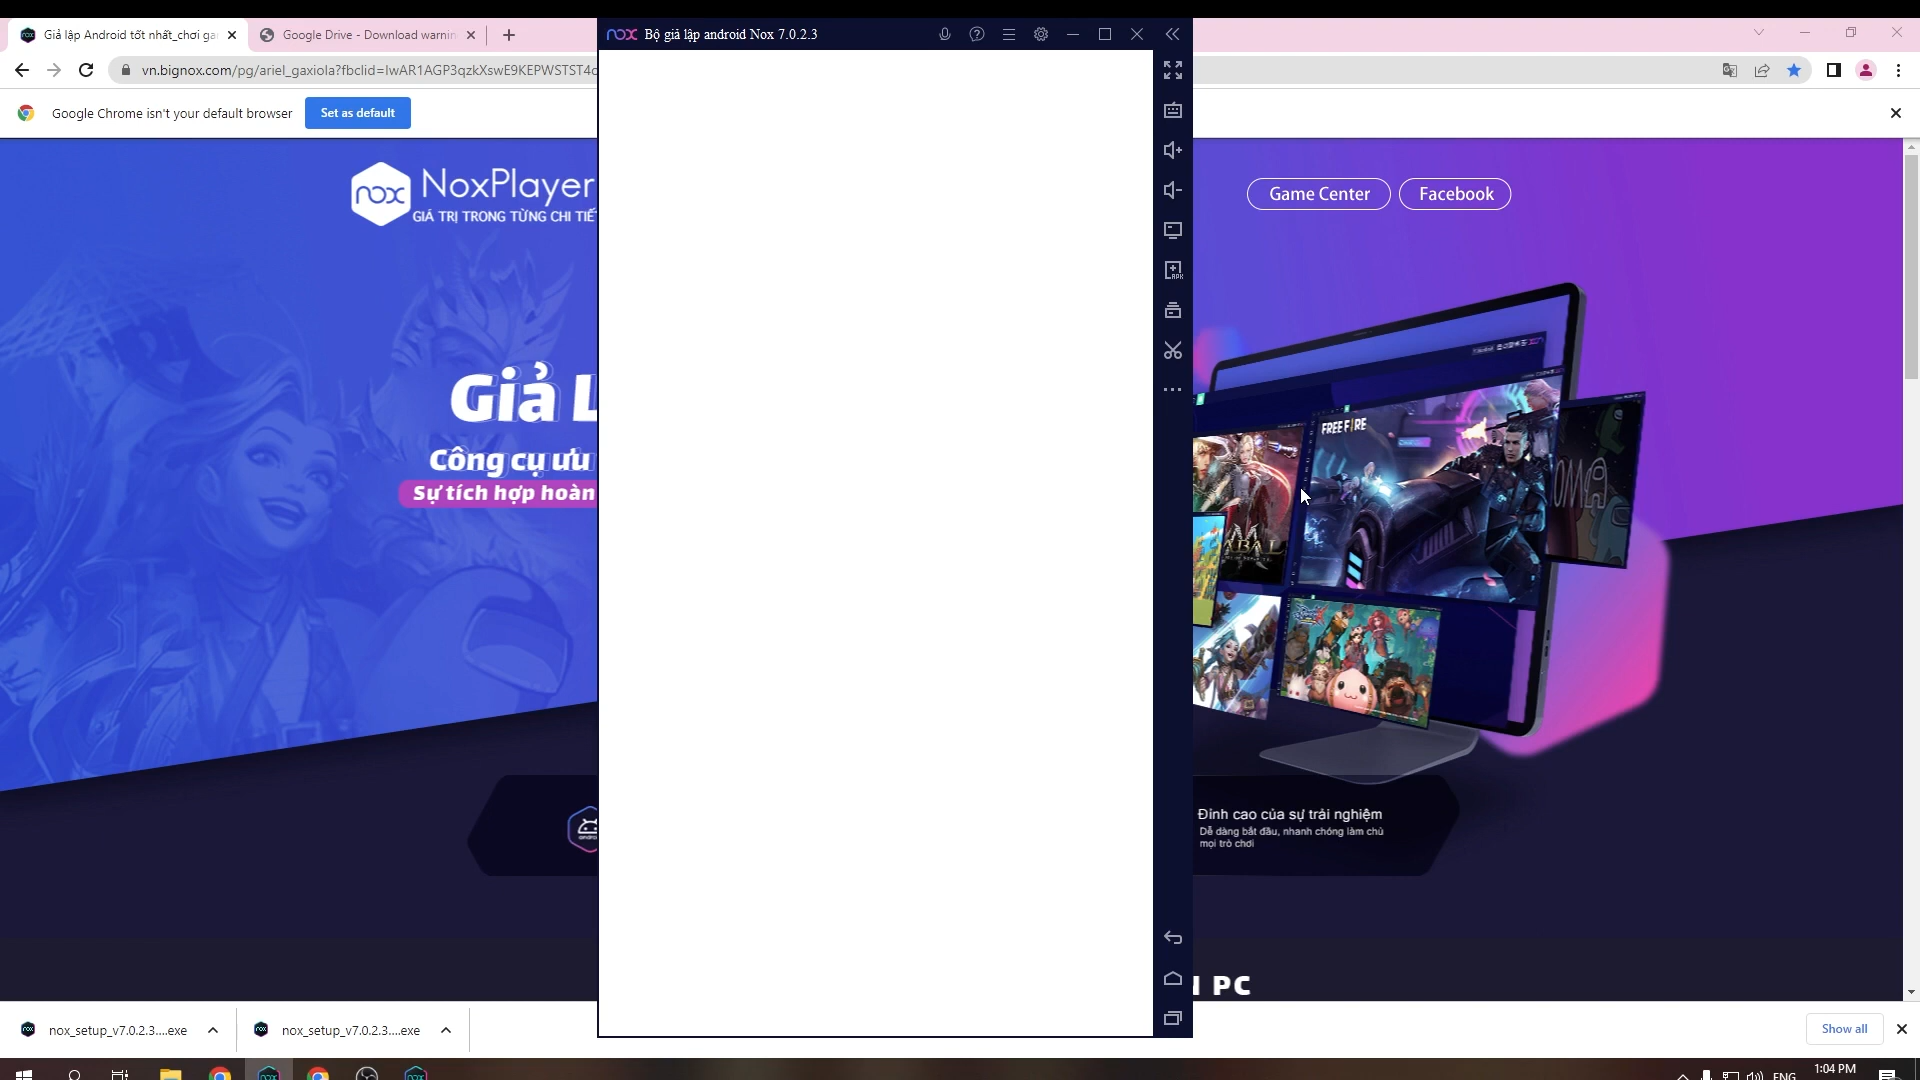 Giả lập Android tốt nhất_chơi ga
Google Drive - Download warnin
nox Bộ giả lập android Nox 7.0.2.3
vn.bignox.com/pg/ariel_gaxiola?fbclid=IwAR1AGP3qzkXswE9KEPWSTST4c
Google Chrome isn't your default browser
Set as default
nox NoxPlayer
GIÁ TRỊ TRONG TỪNG CHI TIẾ
Game Center
Facebook
Giả L
Công cụ ưu
Sự tích hợp hoàn
FREE FIRE
Đỉnh cao của sự trải nghiệm
Dễ dàng bắt đầu, nhanh chóng làm chủ
mọi trò chơi
PC
nox_setup_v7.0.2.3....exe
nox_setup_v7.0.2.3....exe
Show all
ENG
1:04 PM